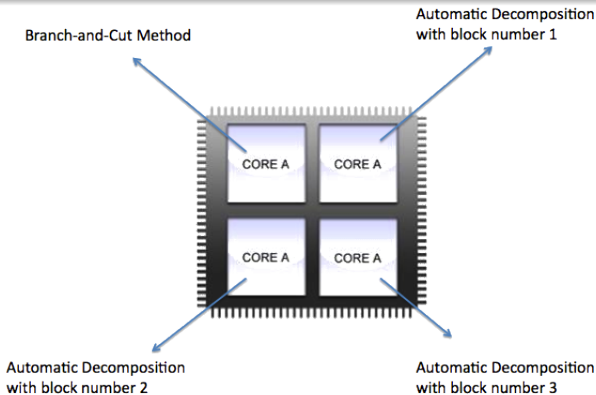 Branch-and-Cut Method
Automatic Decomposition
with block number 1
CORE A
CORE A
CORE A
CORE A
Automatic Decomposition
with block number 2
Automatic Decomposition
with block number 3